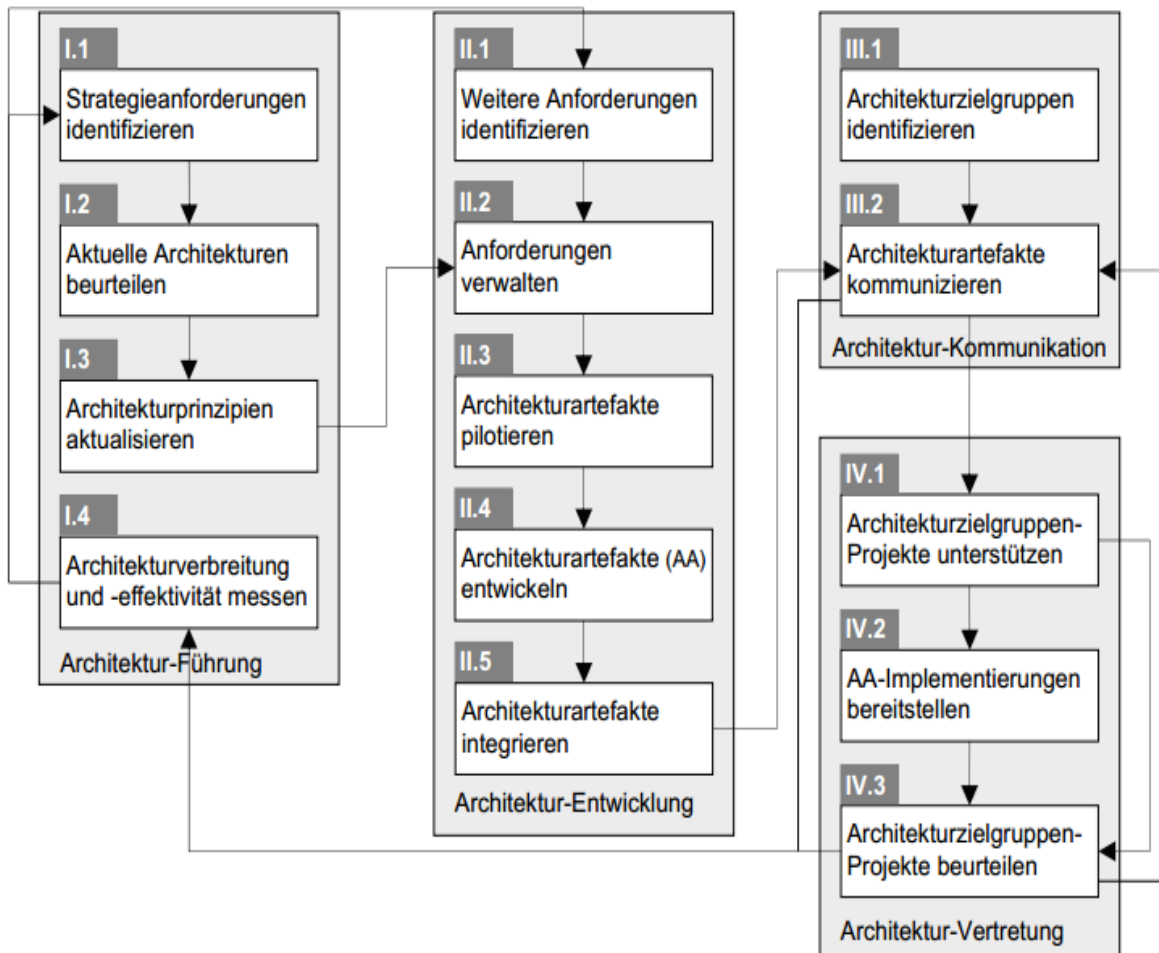 I.1
Strategieanforderungen
identifizieren
I.2
Aktuelle Architekturen
beurteilen
I.3
Architekturprinzipien
aktualisieren
I.4
Architekturverbreitung
und -effektivität messen
Architektur-Führung
II.1
Weitere Anforderungen
identifizieren
II.2
Anforderungen
verwalten
II.3
Architekturartefakte
pilotieren
II.4
Architekturartefakte (AA)
entwickeln
II.5
Architekturartefakte
integrieren
Architektur-Entwicklung
III.1
Architekturzielgruppen
identifizieren
III.2
Architekturartefakte
kommunizieren
Architektur-Kommunikation
IV.1
Architekturzielgruppen-
Projekte unterstützen
IV.2
AA-Implementierungen
bereitstellen
IV.3
Architekturzielgruppen-
Projekte beurteilen
Architektur-Vertretung